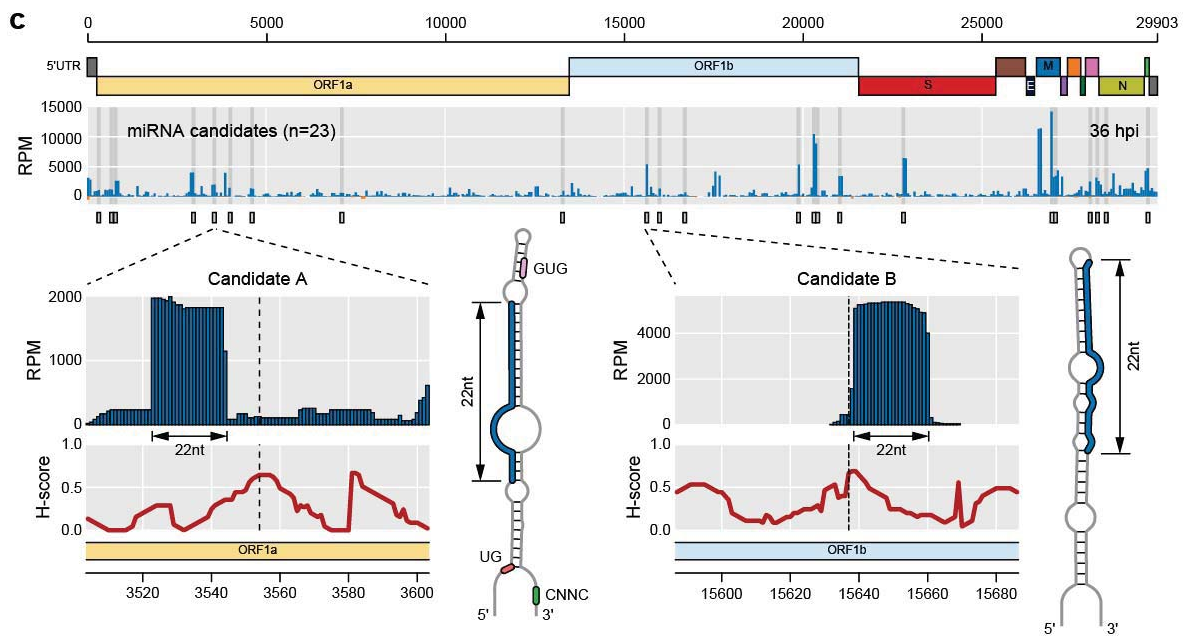 C
0 5000 10000 15000 20000 25000 29903
5'UTR
ORF1a
ORF1b
S
E
M
N
RPM
15000
10000
5000
0
miRNA candidates (n=23)
36 hpi
Candidate A
RPM
2000
1000
0
22nt
H-score
1.0
0.5
0.0
ORF1a
3520 3540 3560 3580 3600
GUG
22nt
UG
CNNC
5' 3'
Candidate B
RPM
4000
2000
0
22nt
H-score
1.0
0.5
0.0
ORF1b
15600 15620 15640 15660 15680
22nt
5' 3'